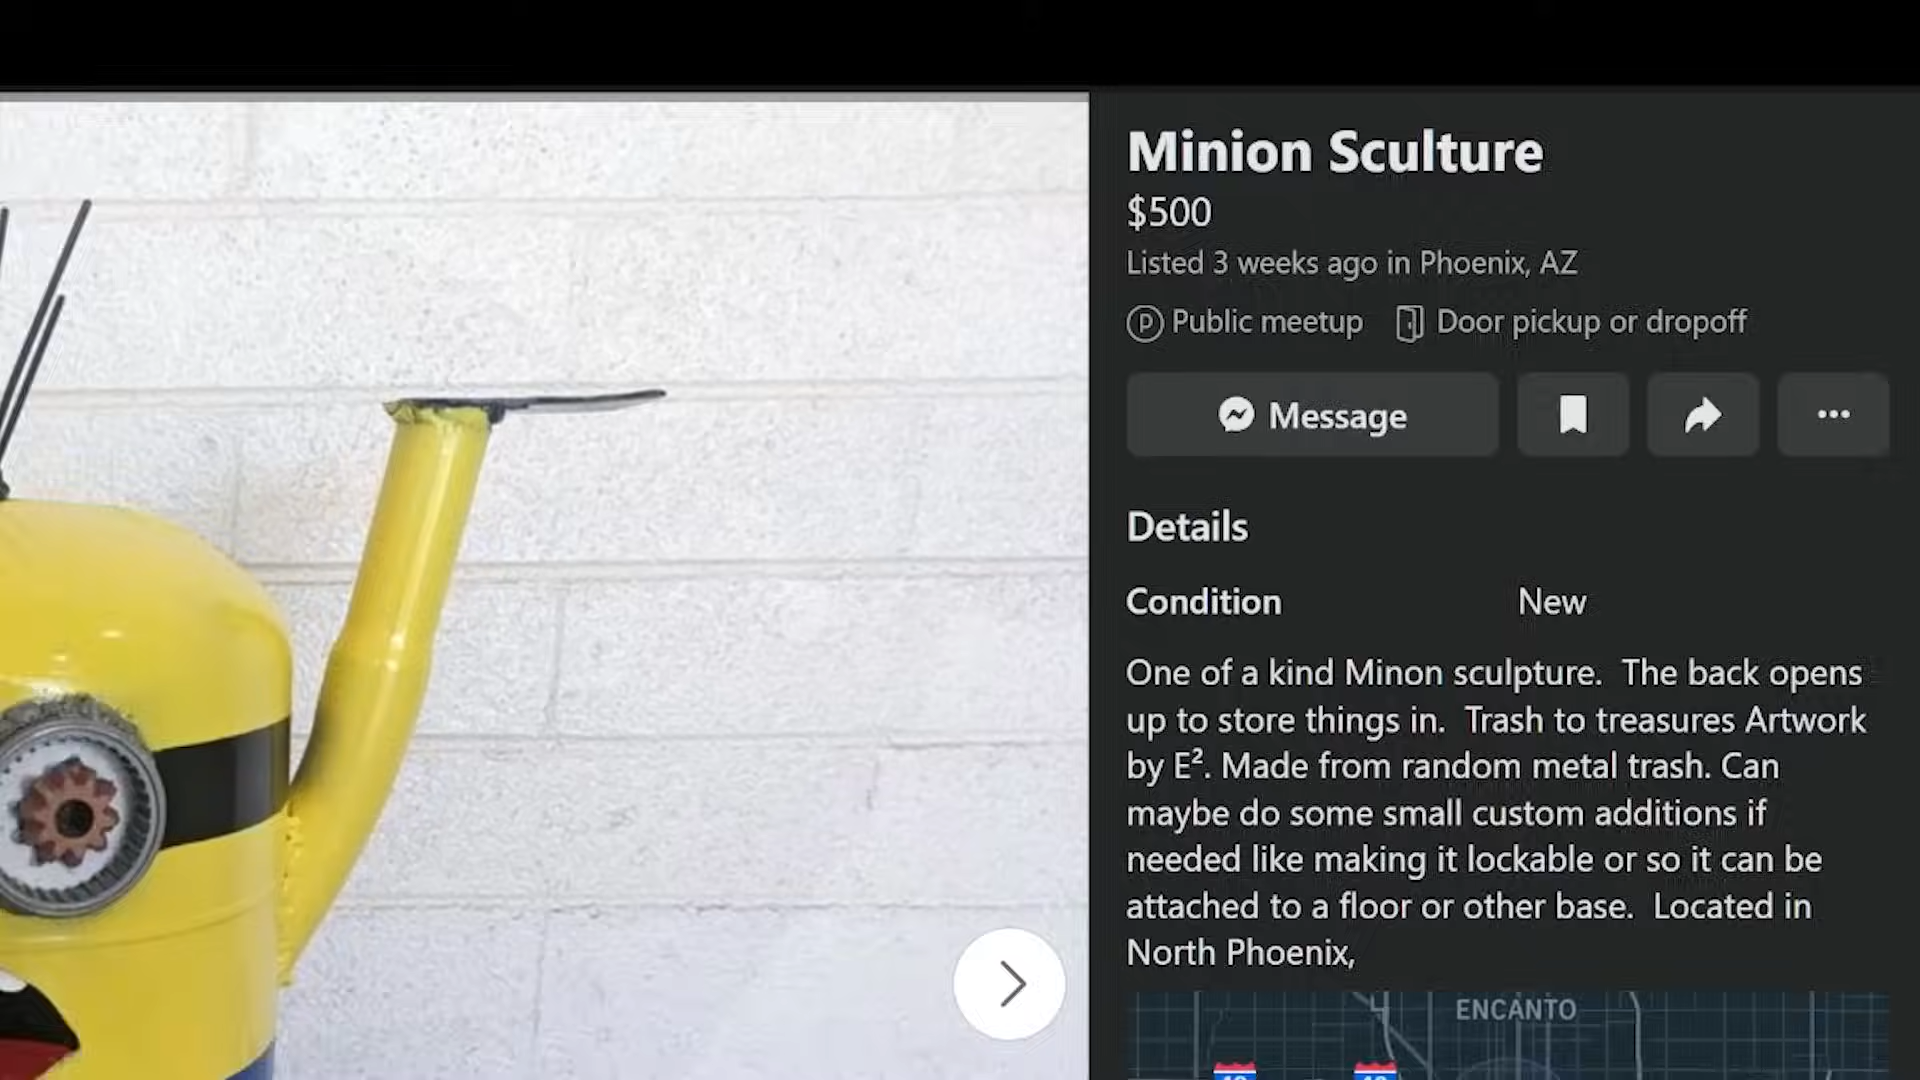 Minion Sculture
$500
Listed 3 weeks ago in Phoenix, AZ
Public meetup Door pickup or dropoff
Message
Details
Condition New
One of a kind Minon sculpture. The back opens
up to store things in. Trash to treasures Artwork
by E². Made from random metal trash. Can
maybe do some small custom additions if
needed like making it lockable or so it can be
attached to a floor or other base. Located in
North Phoenix,
ENCANTO